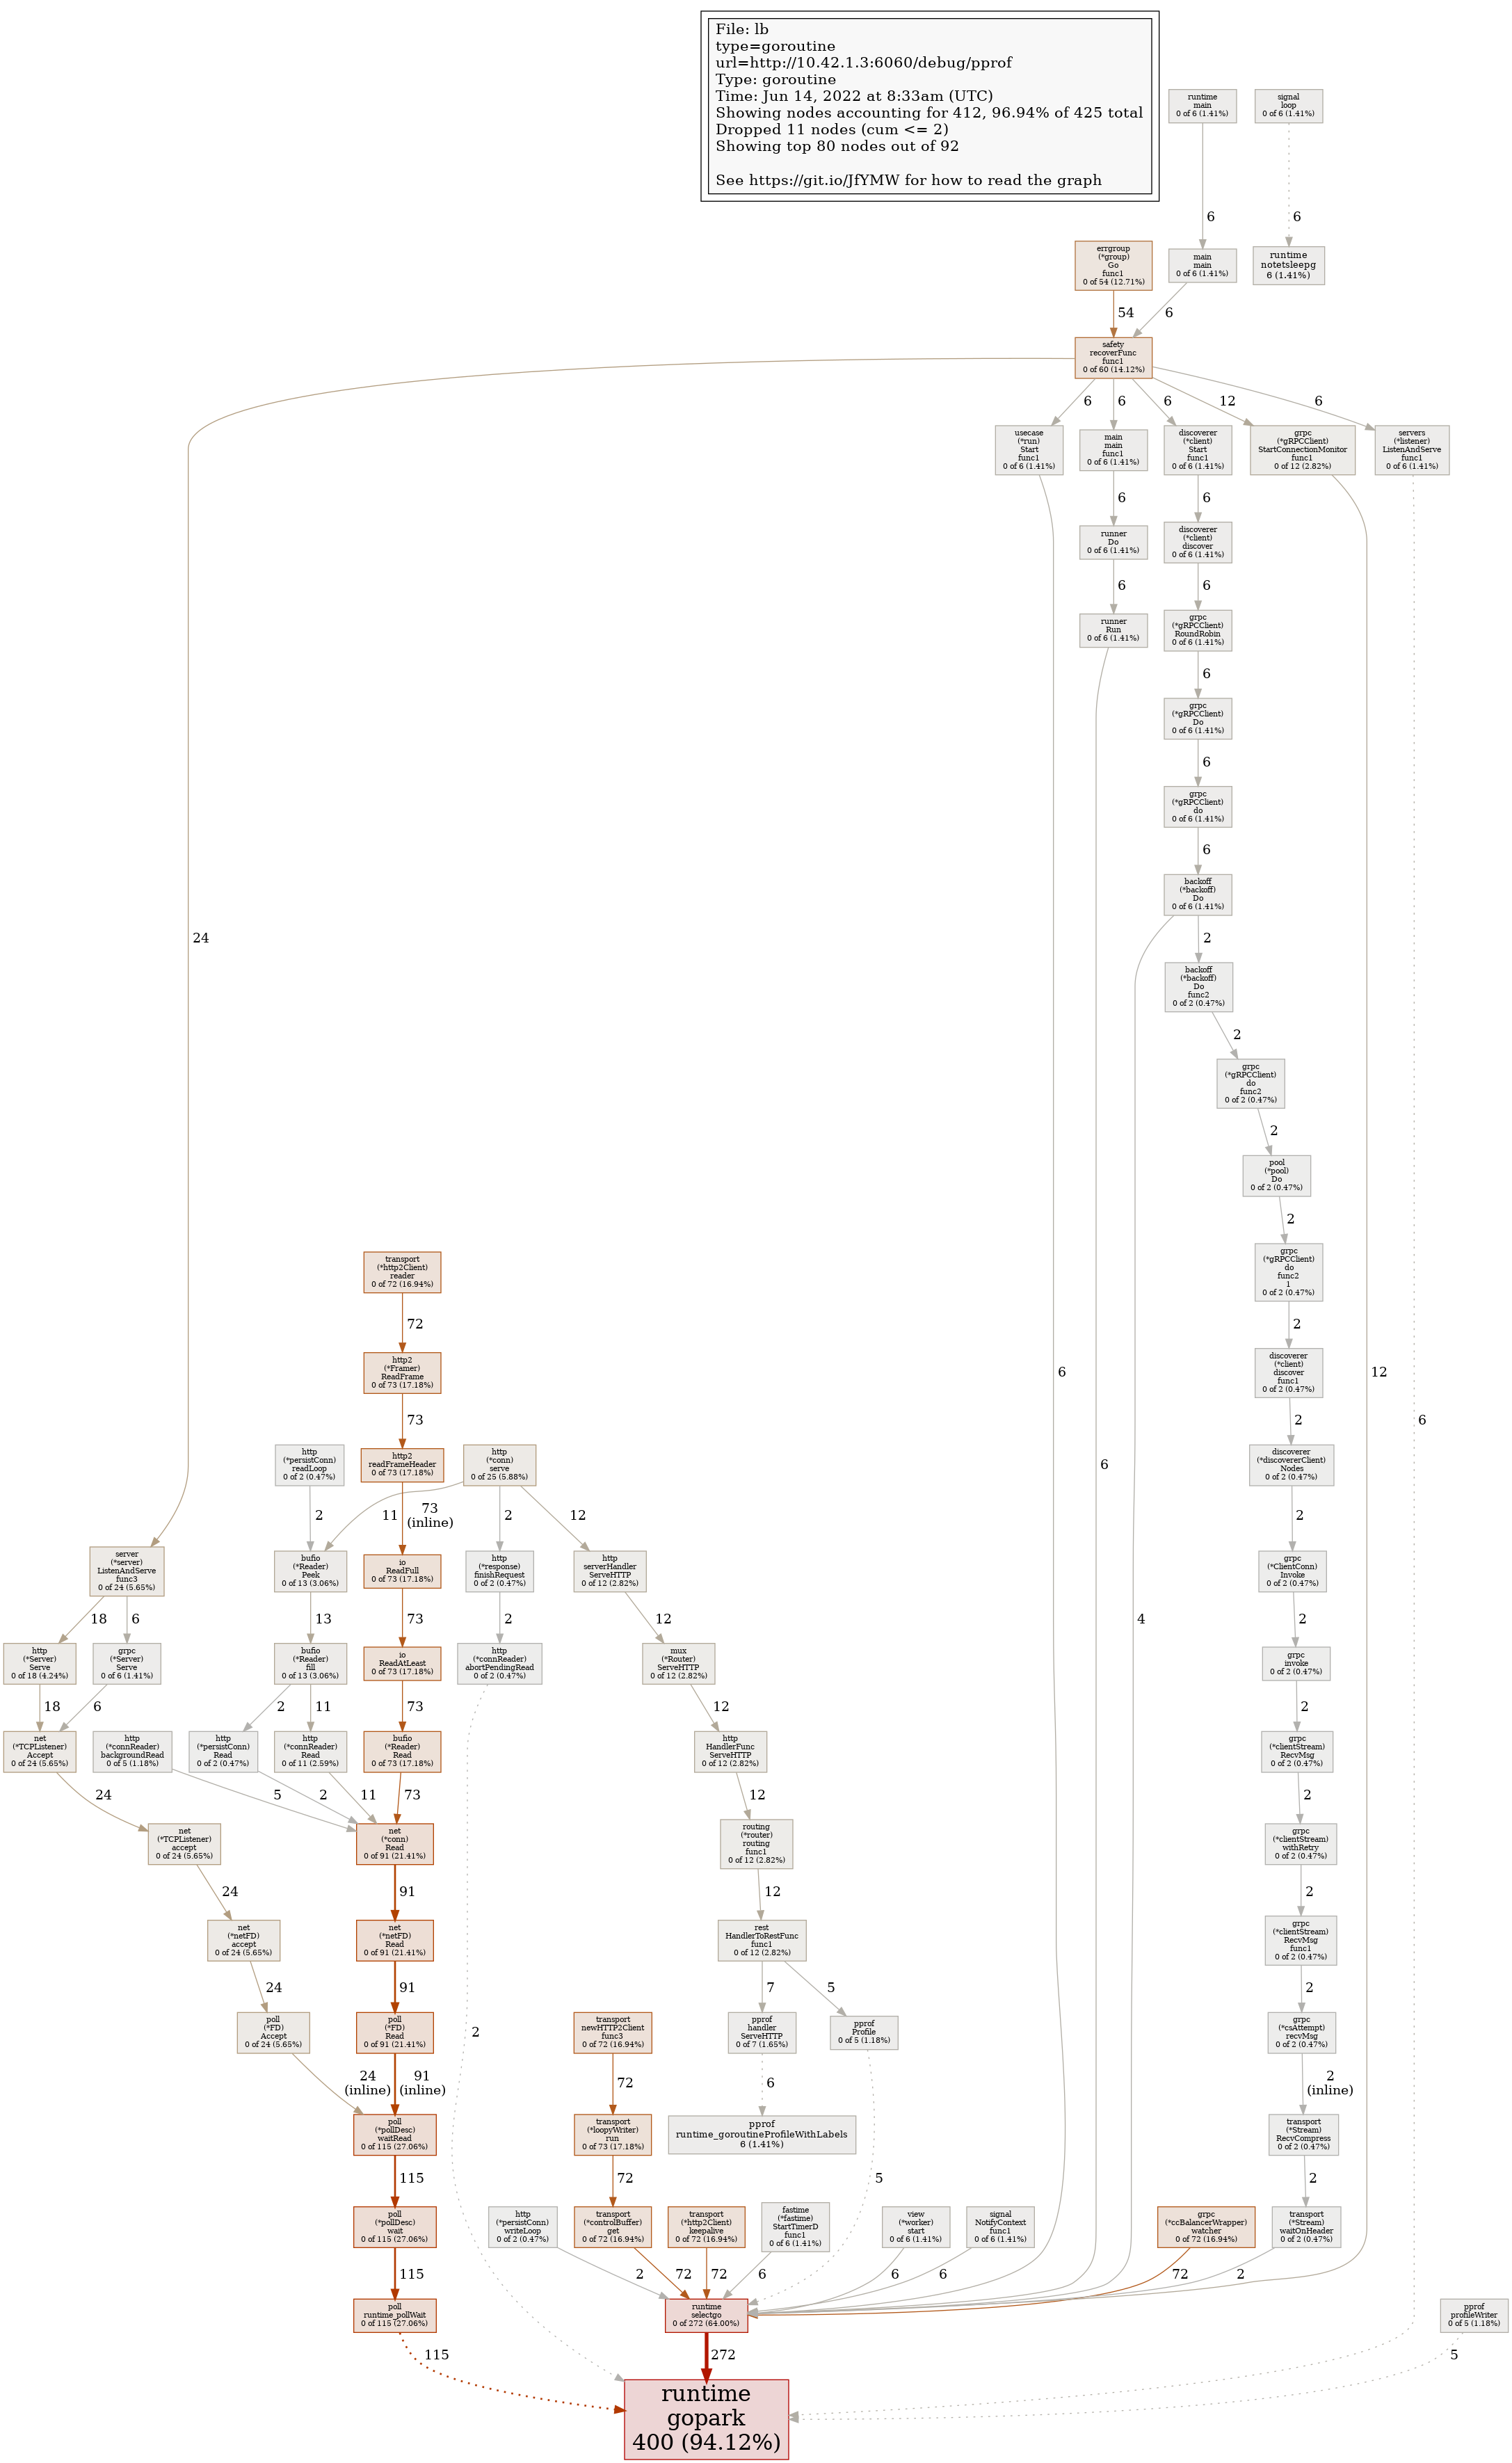 File: lb
type=goroutine
url=http://10.42.1.3:6060/debug/pprof
Type: goroutine
Time: Jun 14, 2022 at 8:33am (UTC)
Showing nodes accounting for 412, 96.94% of 425 total
Dropped 11 nodes (cum <= 2)
Showing top 80 nodes out of 92
See https://git.io/JfYMW for how to read the graph
runtime
main
0 of 6 (1.41%)
signal
loop
0 of 6 (1.41%)
6
6
errgroup
(*group)
Go
func1
0 of 54 (12.71%)
main
main
0 of 6 (1.41%)
runtime
notetsleepg
6 (1.41%)
54
6
safety
recoverFunc
func1
0 of 60 (14.12%)
6
6
6
12
6
usecase
(*run)
Start
func1
0 of 6 (1.41%)
main
main
func1
0 of 6 (1.41%)
discoverer
(*client)
Start
func1
0 of 6 (1.41%)
grpc
(*gRPCClient)
StartConnectionMonitor
func1
0 of 12 (2.82%)
servers
(*listener)
ListenAndServe
func1
0 of 6 (1.41%)
6
6
runner
Do
0 of 6 (1.41%)
discoverer
(*client)
discover
0 of 6 (1.41%)
6
6
runner
Run
0 of 6 (1.41%)
grpc
(*gRPCClient)
RoundRobin
0 of 6 (1.41%)
6
grpc
(*gRPCClient)
Do
0 of 6 (1.41%)
6
grpc
(*gRPCClient)
do
0 of 6 (1.41%)
6
backoff
(*backoff)
Do
0 of 6 (1.41%)
24
2
backoff
(*backoff)
Do
func2
0 of 2 (0.47%)
2
grpc
(*gRPCClient)
do
func2
0 of 2 (0.47%)
2
pool
(*pool)
Do
0 of 2 (0.47%)
2
transport
(*http2Client)
reader
0 of 72 (16.94%)
grpc
(*gRPCClient)
do
func2
1
0 of 2 (0.47%)
72
2
http2
(*Framer)
ReadFrame
0 of 73 (17.18%)
6
discoverer
(*client)
discover
func1
0 of 2 (0.47%)
12
73
2
6
http
(*persistConn)
readLoop
0 of 2 (0.47%)
http2
readFrameHeader
0 of 73 (17.18%)
http
(*conn)
serve
0 of 25 (5.88%)
6
discoverer
(*discovererClient)
Nodes
0 of 2 (0.47%)
2
11
73
(inline)
2
12
2
server
(*server)
ListenAndServe
func3
0 of 24 (5.65%)
bufio
(*Reader)
Peek
0 of 13 (3.06%)
io
ReadFull
0 of 73 (17.18%)
http
(*response)
finishRequest
0 of 2 (0.47%)
http
serverHandler
ServeHTTP
0 of 12 (2.82%)
grpc
(*ClientConn)
Invoke
0 of 2 (0.47%)
18
6
13
73
2
12
4
2
http
(*Server)
Serve
0 of 18 (4.24%)
grpc
(*Server)
Serve
0 of 6 (1.41%)
bufio
(*Reader)
fill
0 of 13 (3.06%)
io
ReadAtLeast
0 of 73 (17.18%)
http
(*connReader)
abortPendingRead
0 of 2 (0.47%)
mux
(*Router)
ServeHTTP
0 of 12 (2.82%)
grpc
invoke
0 of 2 (0.47%)
18
6
2
11
73
12
2
net
(*TCPListener)
Accept
0 of 24 (5.65%)
http
(*connReader)
backgroundRead
0 of 5 (1.18%)
http
(*persistConn)
Read
0 of 2 (0.47%)
http
(*connReader)
Read
0 of 11 (2.59%)
bufio
(*Reader)
Read
0 of 73 (17.18%)
http
HandlerFunc
ServeHTTP
0 of 12 (2.82%)
grpc
(*clientStream)
RecvMsg
0 of 2 (0.47%)
24
5
2
11
73
12
2
net
(*TCPListener)
accept
0 of 24 (5.65%)
net
(*conn)
Read
0 of 91 (21.41%)
routing
(*router)
routing
func1
0 of 12 (2.82%)
grpc
(*clientStream)
withRetry
0 of 2 (0.47%)
24
91
12
2
net
(*netFD)
accept
0 of 24 (5.65%)
net
(*netFD)
Read
0 of 91 (21.41%)
rest
HandlerToRestFunc
func1
0 of 12 (2.82%)
grpc
(*clientStream)
RecvMsg
func1
0 of 2 (0.47%)
24
91
7
5
2
poll
(*FD)
Accept
0 of 24 (5.65%)
poll
(*FD)
Read
0 of 91 (21.41%)
2
transport
newHTTP2Client
func3
0 of 72 (16.94%)
pprof
handler
ServeHTTP
0 of 7 (1.65%)
pprof
Profile
0 of 5 (1.18%)
grpc
(*csAttempt)
recvMsg
0 of 2 (0.47%)
24
(inline)
91
(inline)
72
6
2
(inline)
poll
(*pollDesc)
waitRead
0 of 115 (27.06%)
transport
(*loopyWriter)
run
0 of 73 (17.18%)
pprof
runtime_goroutineProfileWithLabels
6 (1.41%)
transport
(*Stream)
RecvCompress
0 of 2 (0.47%)
115
72
5
2
poll
(*pollDesc)
wait
0 of 115 (27.06%)
http
(*persistConn)
writeLoop
0 of 2 (0.47%)
transport
(*controlBuffer)
get
0 of 72 (16.94%)
transport
(*http2Client)
keepalive
0 of 72 (16.94%)
fastime
(*fastime)
StartTimerD
func1
0 of 6 (1.41%)
view
(*worker)
start
0 of 6 (1.41%)
signal
NotifyContext
func1
0 of 6 (1.41%)
grpc
(*ccBalancerWrapper)
watcher
0 of 72 (16.94%)
transport
(*Stream)
waitOnHeader
0 of 2 (0.47%)
115
2
72
72
6
6
6
72
2
poll
runtime_pollWait
0 of 115 (27.06%)
runtime
selectgo
0 of 272 (64.00%)
pprof
profileWriter
0 of 5 (1.18%)
115
272
5
runtime
gopark
400 (94.12%)